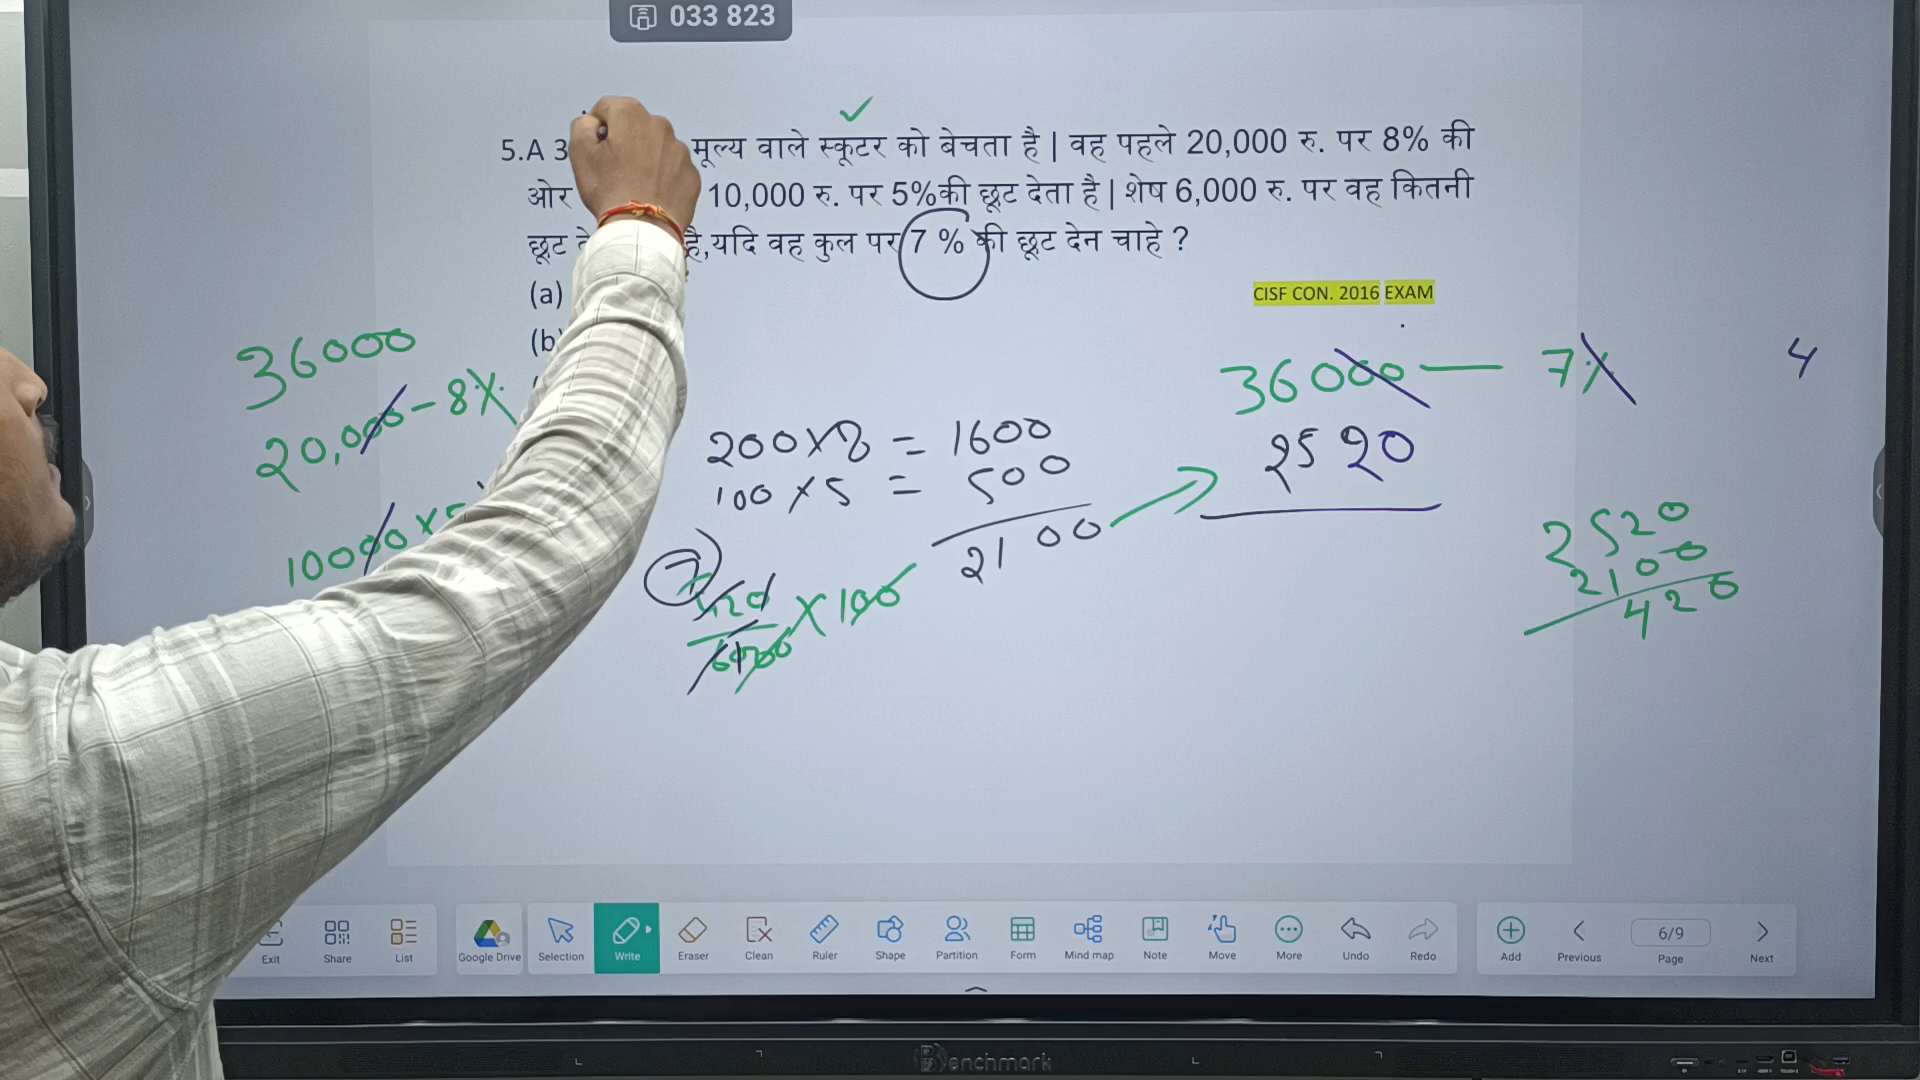 033 823
5.A 3 मूल्य वाले स्कूटर को बेचता है | वह पहले 20,000 रु. पर 8% की
ओर 10,000 रु. पर 5%की छूट देता है | शेष 6,000 रु. पर वह कितनी
छूट है,यदि वह कुल पर 7 % की छूट देन चाहे ?
(a)
(b
CISF CON. 2016 EXAM
36000
20,000 - 8%
10000 x 5
200 x 8 = 1600
100 x 5 = 500
2100
7
420 x 100
6000
36000 — 7%
2520
4
2520
2100
420
Exit
Share
List
Google Drive
Selection
Write
Eraser
Clean
Ruler
Shape
Partition
Form
Mind map
Note
Move
More
Undo
Redo
Add
Previous
6/9
Page
Next
Benchmark